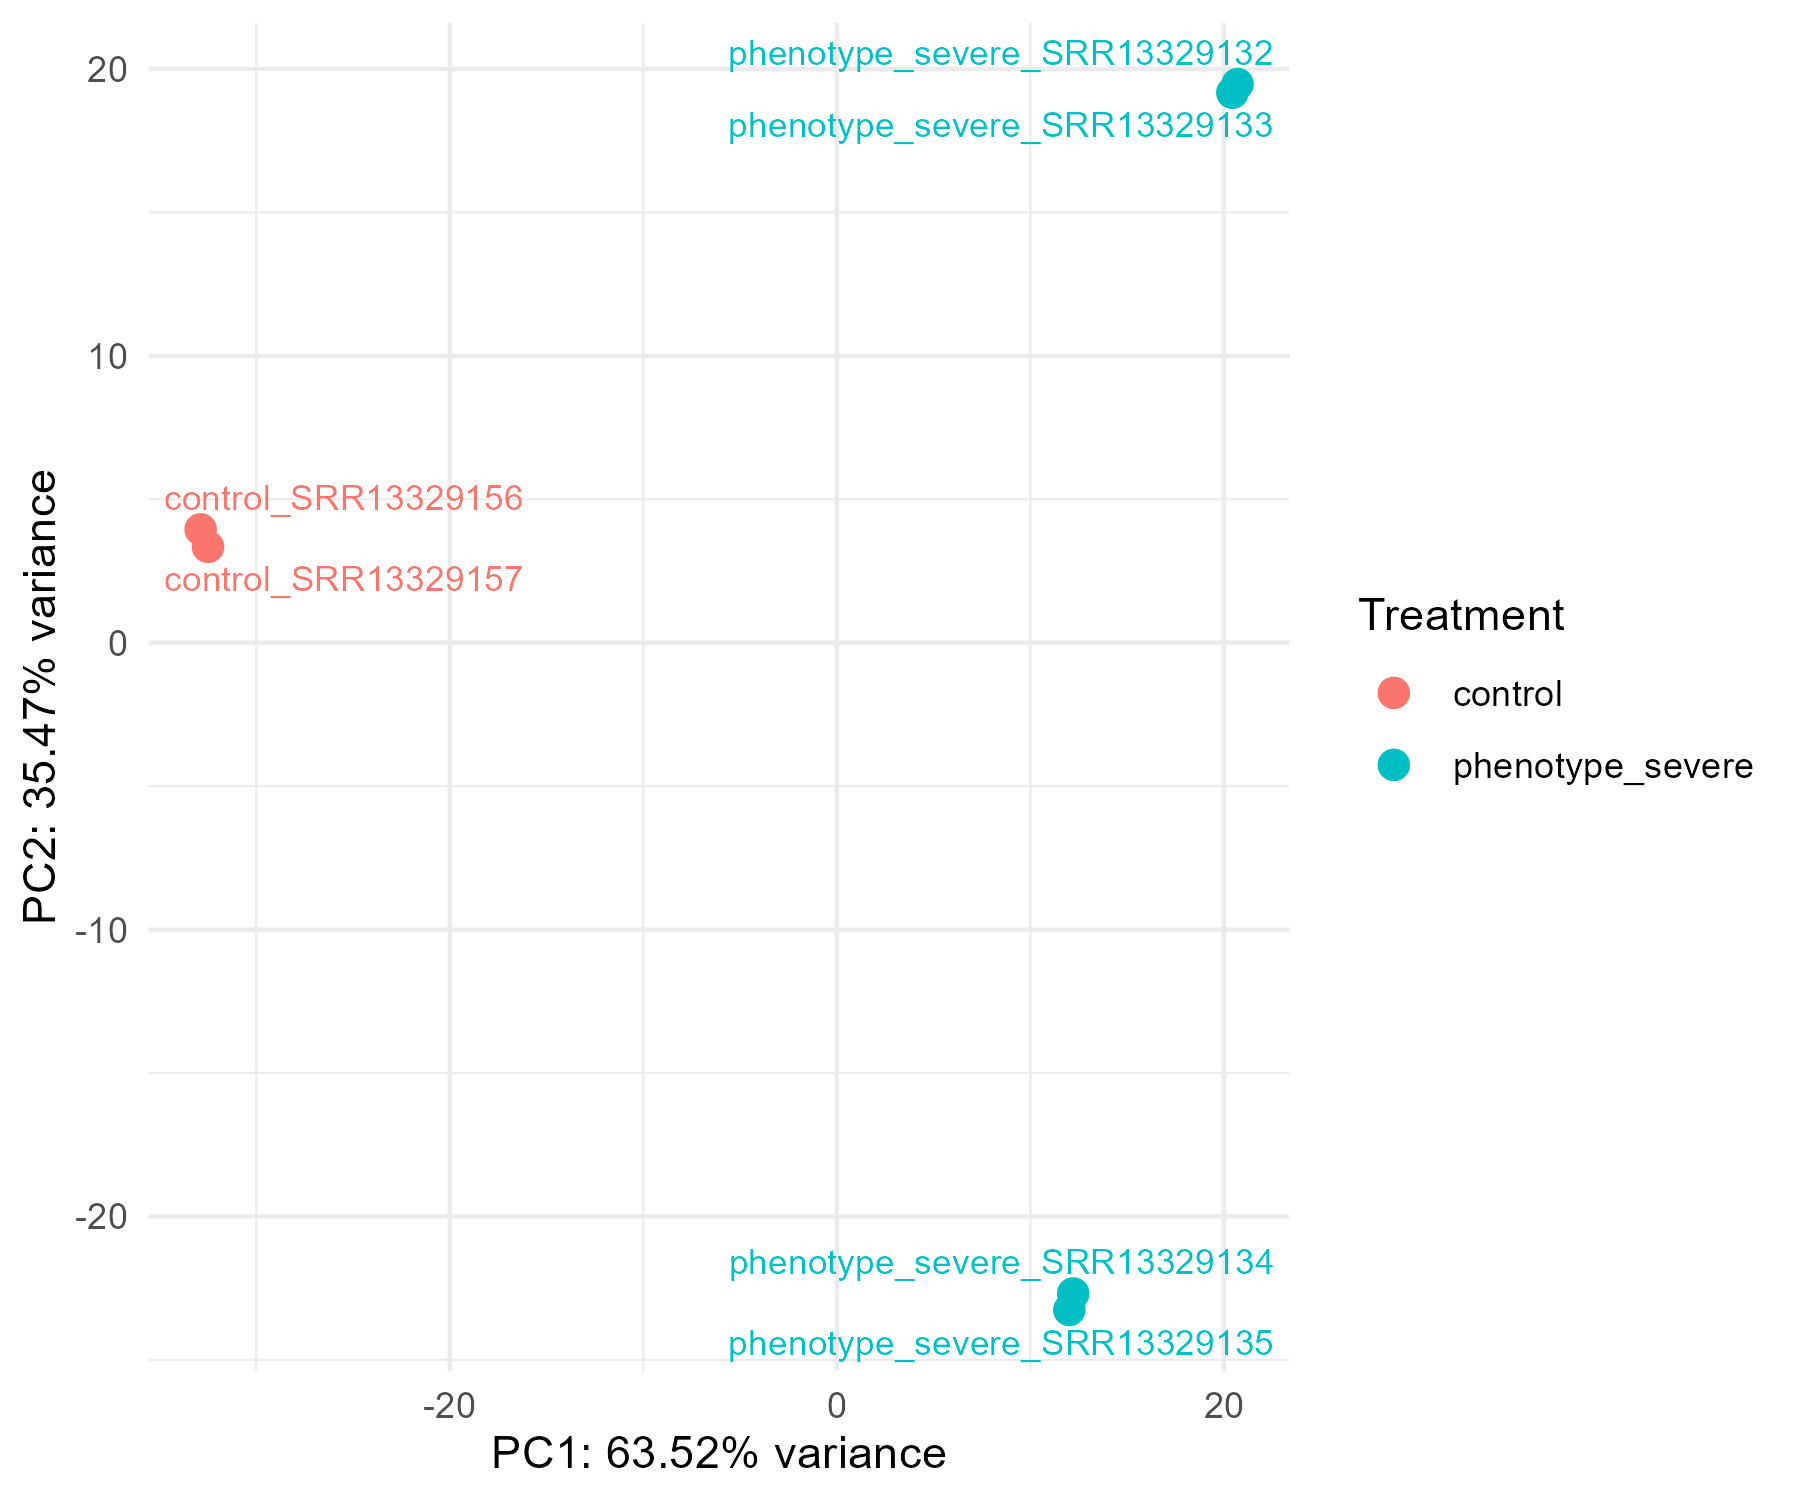 phenotype_severe_SRR13329132
phenotype_severe_SRR13329133
control_SRR13329156
control_SRR13329157
phenotype_severe_SRR13329134
phenotype_severe_SRR13329135
20
10
0
-10
-20
-20
0
20
PC1: 63.52% variance
PC2: 35.47% variance
Treatment
control
phenotype_severe